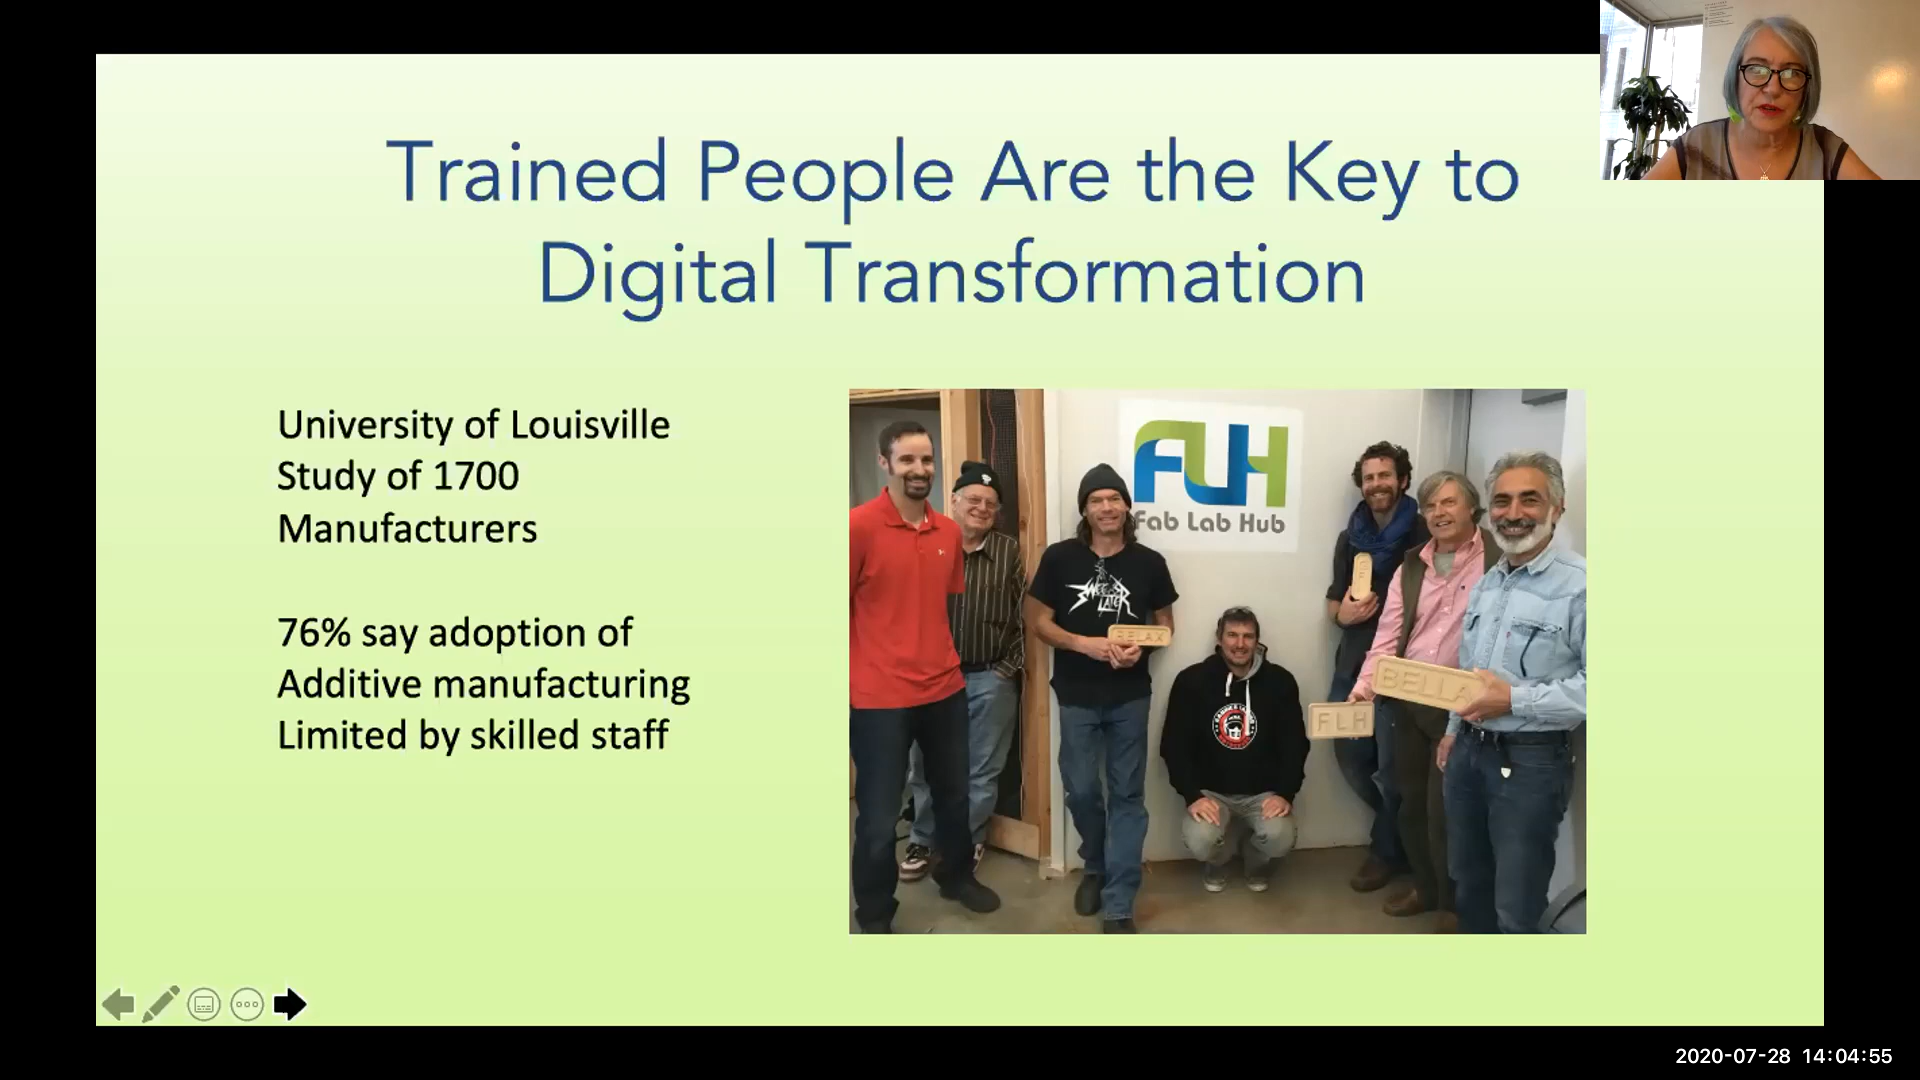 Trained People Are the Key to
Digital Transformation
University of Louisville
Study of 1700
Manufacturers
76% say adoption of
Additive manufacturing
Limited by skilled staff
FLH
Fab Lab Hub
RELAX
FLH
BELLA
2020-07-28 14:04:55